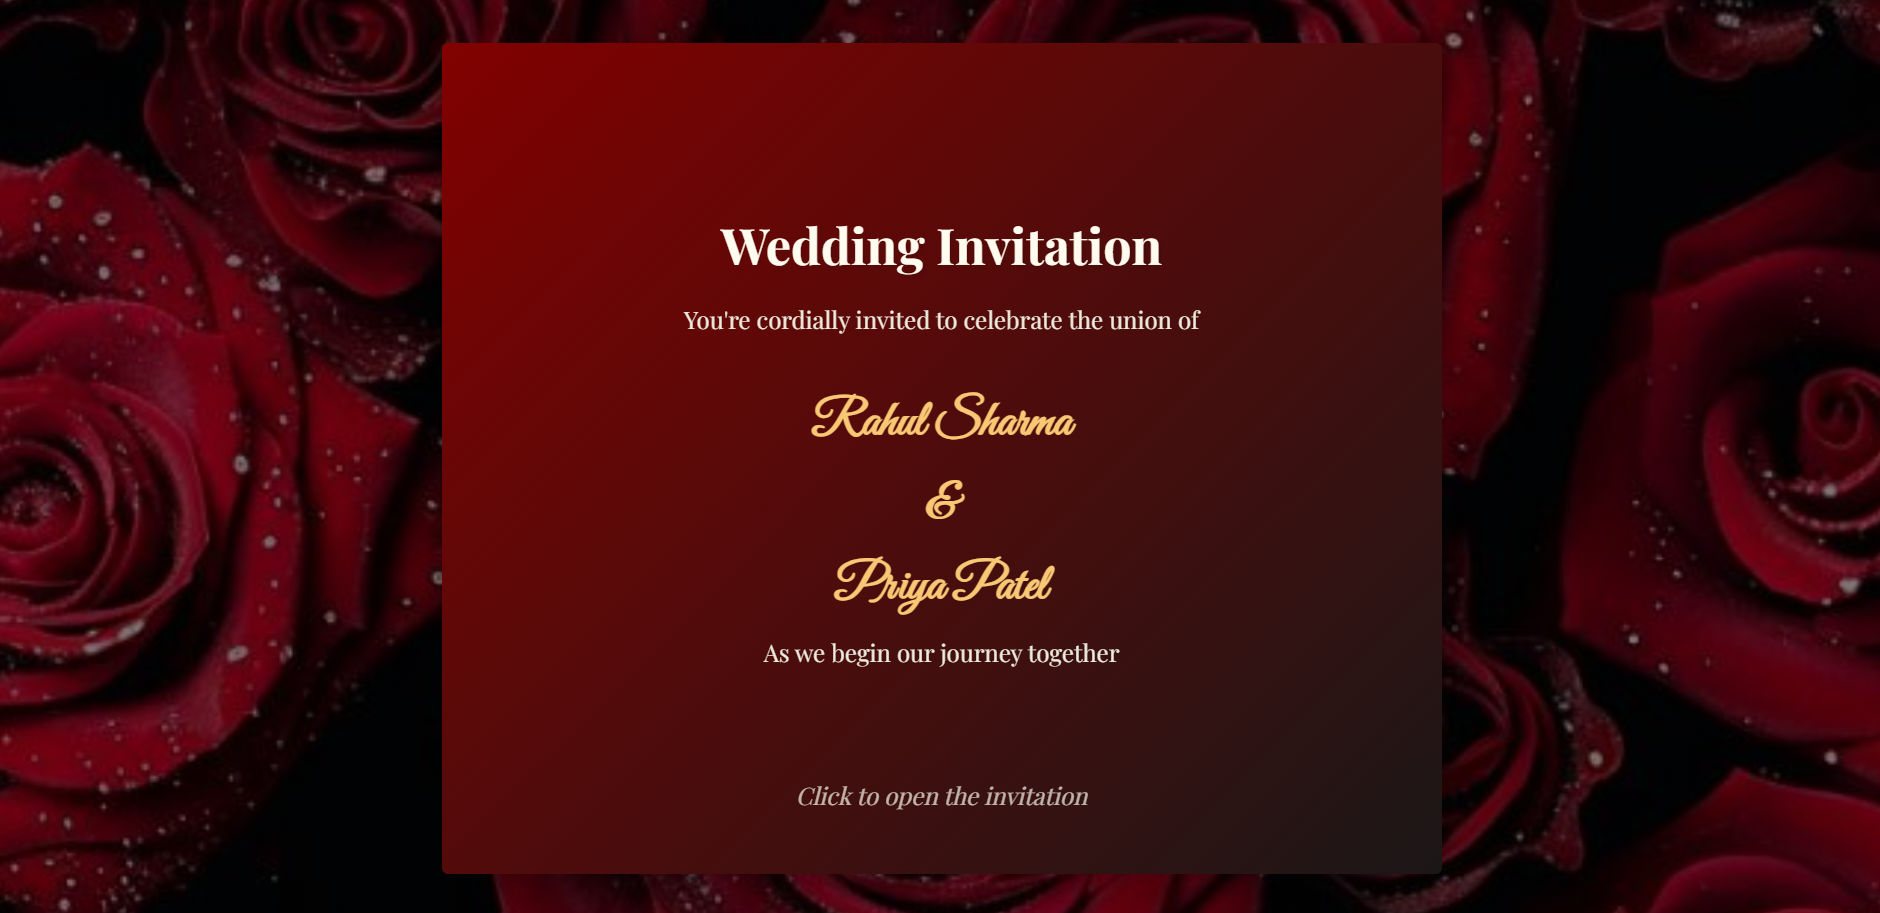 Wedding Invitation
You're cordially invited to celebrate the union of
Rahul Sharma
&
Priya Patel
As we begin our journey together
Click to open the invitation